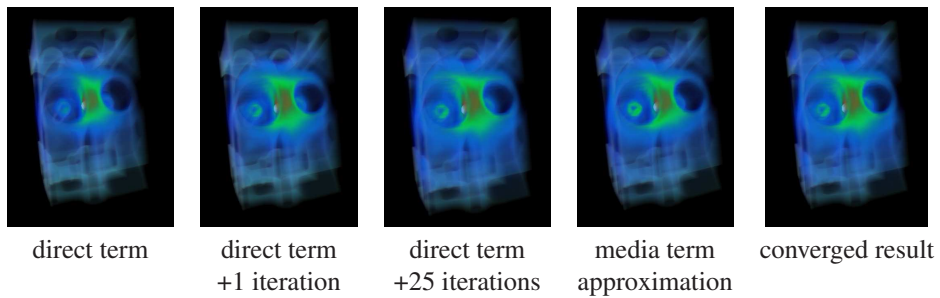 direct term
direct term
+1 iteration
direct term
+25 iterations
media term
approximation
converged result